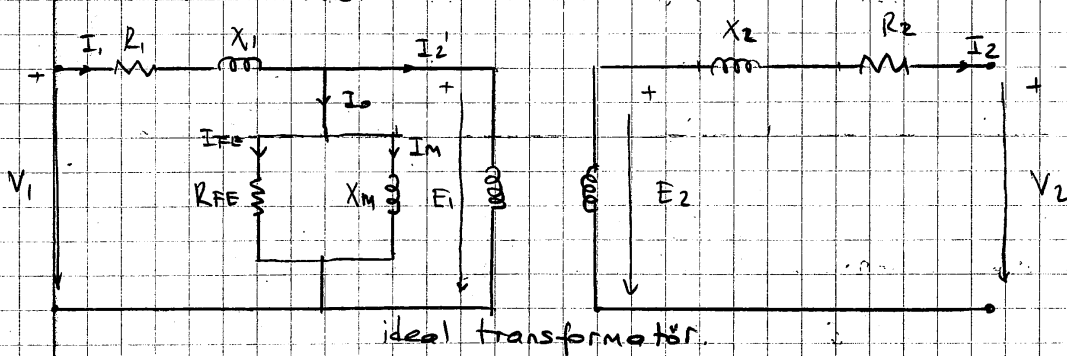 I1 R1 X1 I2' X2 R2 I2
+ + + +
I0
IFE IM
V1 RFE XM E1 E2 V2
ideal transformatör.